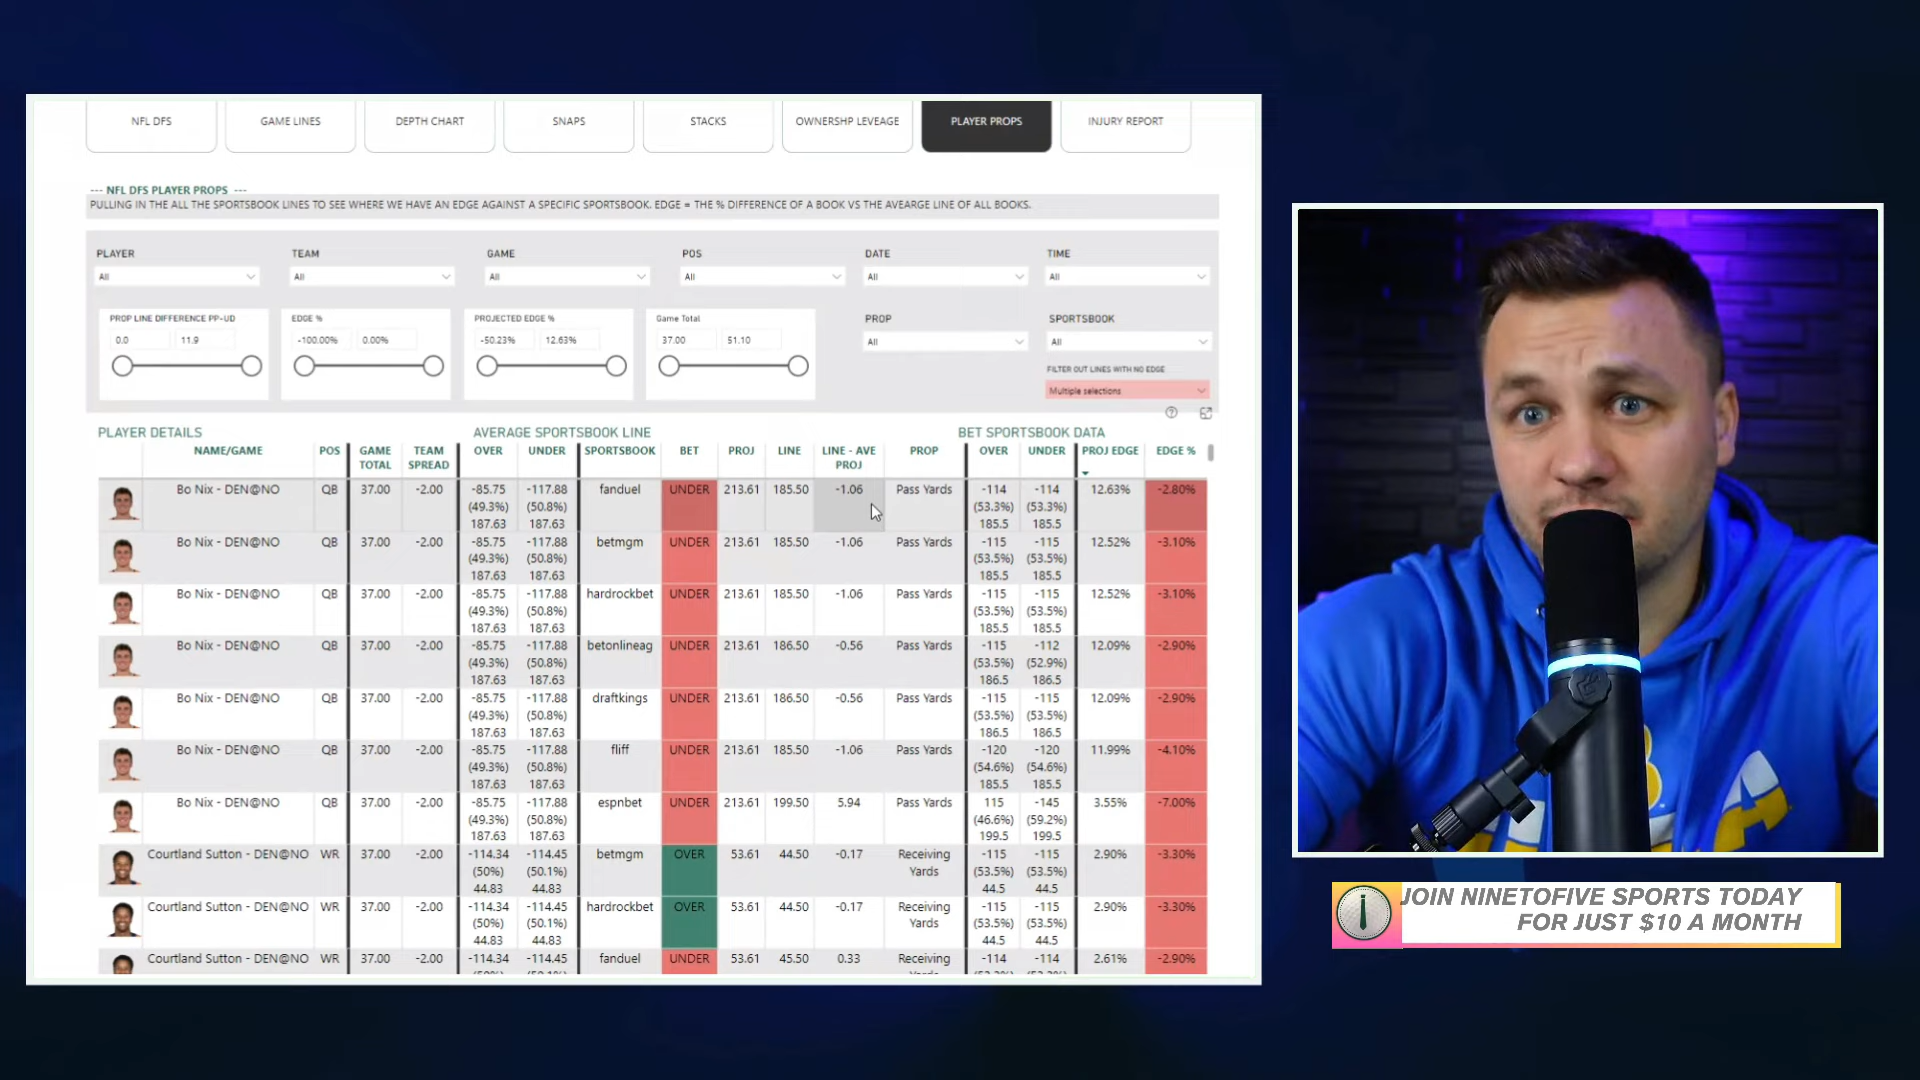 NFL DFS
GAME LINES
DEPTH CHART
SNAPS
STACKS
OWNERSHP LEVEAGE
PLAYER PROPS
INJURY REPORT
--- NFL DFS PLAYER PROPS ---
PULLING IN THE ALL THE SPORTSBOOK LINES TO SEE WHERE WE HAVE AN EDGE AGAINST A SPECIFIC SPORTSBOOK. EDGE = THE % DIFFERENCE OF A BOOK VS THE AVEARGE LINE OF ALL BOOKS.
PLAYER TEAM GAME POS DATE TIME
All All All All All All
PROP LINE DIFFERENCE PP-UD EDGE % PROJECTED EDGE % Game Total PROP SPORTSBOOK
0.0 11.9 -100.00% 0.00% -50.23% 12.63% 37.00 51.10 All All
FILTER OUT LINES WITH NO EDGE
Multiple selections
PLAYER DETAILS AVERAGE SPORTSBOOK LINE BET SPORTSBOOK DATA
NAME/GAME POS GAME TOTAL TEAM SPREAD OVER UNDER SPORTSBOOK BET PROJ LINE LINE - AVE PROJ PROP OVER UNDER PROJ EDGE EDGE %
Bo Nix - DEN@NO QB 37.00 -2.00 -85.75 -117.88 fanduel UNDER 213.61 185.50 -1.06 Pass Yards -114 -114 12.63% -2.80%
(49.3%) (50.8%) (53.3%) (53.3%)
187.63 187.63 185.5 185.5
Bo Nix - DEN@NO QB 37.00 -2.00 -85.75 -117.88 betmgm UNDER 213.61 185.50 -1.06 Pass Yards -115 -115 12.52% -3.10%
(49.3%) (50.8%) (53.5%) (53.5%)
187.63 187.63 185.5 185.5
Bo Nix - DEN@NO QB 37.00 -2.00 -85.75 -117.88 hardrockbet UNDER 213.61 185.50 -1.06 Pass Yards -115 -115 12.52% -3.10%
(49.3%) (50.8%) (53.5%) (53.5%)
187.63 187.63 185.5 185.5
Bo Nix - DEN@NO QB 37.00 -2.00 -85.75 -117.88 betonlineag UNDER 213.61 186.50 -0.56 Pass Yards -115 -112 12.09% -2.90%
(49.3%) (50.8%) (53.5%) (52.9%)
187.63 187.63 186.5 186.5
Bo Nix - DEN@NO QB 37.00 -2.00 -85.75 -117.88 draftkings UNDER 213.61 186.50 -0.56 Pass Yards -115 -115 12.09% -2.90%
(49.3%) (50.8%) (53.5%) (53.5%)
187.63 187.63 186.5 186.5
Bo Nix - DEN@NO QB 37.00 -2.00 -85.75 -117.88 fliff UNDER 213.61 185.50 -1.06 Pass Yards -120 -120 11.99% -4.10%
(49.3%) (50.8%) (54.6%) (54.6%)
187.63 187.63 185.5 185.5
Bo Nix - DEN@NO QB 37.00 -2.00 -85.75 -117.88 espnbet UNDER 213.61 199.50 5.94 Pass Yards 115 -145 3.55% -7.00%
(49.3%) (50.8%) (46.6%) (59.2%)
187.63 187.63 199.5 199.5
Courtland Sutton - DEN@NO WR 37.00 -2.00 -114.34 -114.45 betmgm OVER 53.61 44.50 -0.17 Receiving Yards -115 -115 2.90% -3.30%
(50%) (50.1%) (53.5%) (53.5%)
44.83 44.83 44.5 44.5
Courtland Sutton - DEN@NO WR 37.00 -2.00 -114.34 -114.45 hardrockbet OVER 53.61 44.50 -0.17 Receiving Yards -115 -115 2.90% -3.30%
(50%) (50.1%) (53.5%) (53.5%)
44.83 44.83 44.5 44.5
Courtland Sutton - DEN@NO WR 37.00 -2.00 -114.34 -114.45 fanduel UNDER 53.61 45.50 0.33 Receiving -114 -114 2.61% -2.90%
JOIN NINETOFIVE SPORTS TODAY
FOR JUST $10 A MONTH